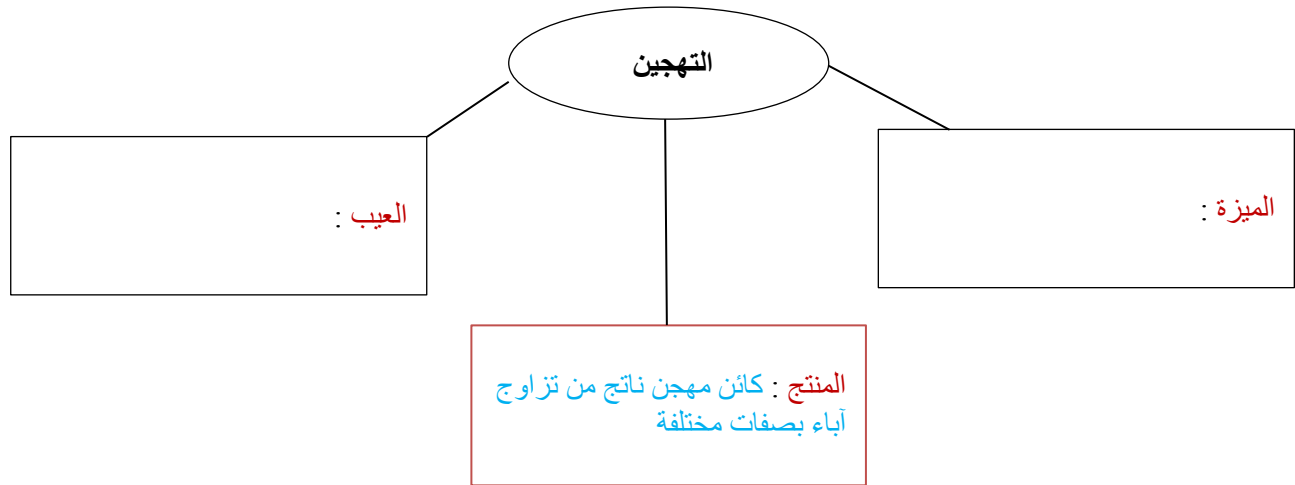 التهجين
الميزة :
العيب :
المنتج : كائن مهجن ناتج من تزاوج
آباء بصفات مختلفة